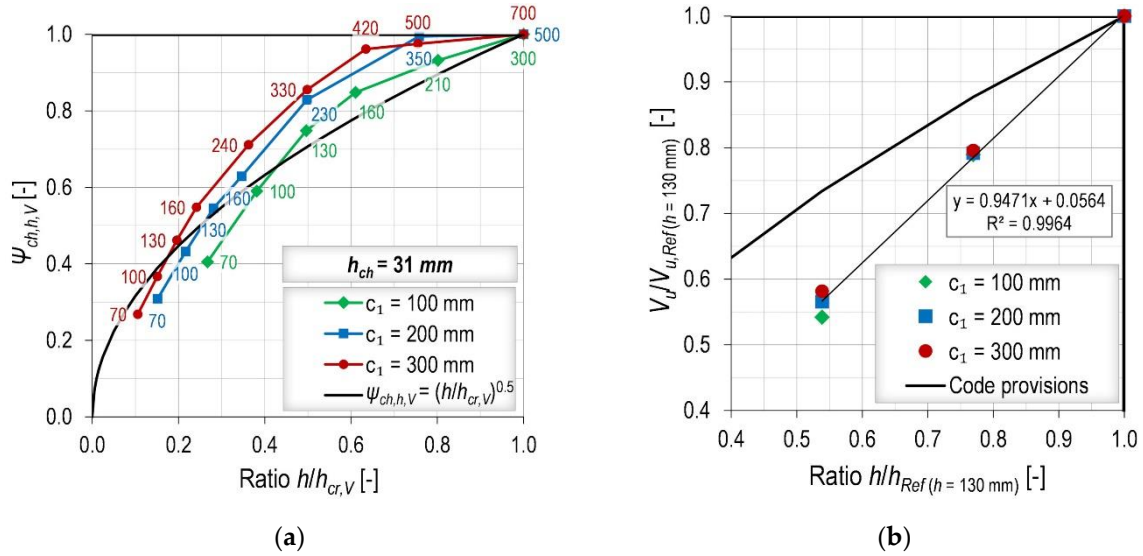 700
420
500
500
350
300
330
210
230
160
240
130
160
100
160
130
130
70
100
100
70
70
1.0
0.8
0.6
0.4
0.2
0.0
ψch,h,V [-]
hch = 31 mm
c1 = 100 mm
c1 = 200 mm
c1 = 300 mm
ψch,h,V = (h/hcr,V)0.5
0.0 0.2 0.4 0.6 0.8 1.0
Ratio h/hcr,V [-]
(a)
1.0
0.9
0.8
0.7
0.6
0.5
0.4
Vu/Vu,Ref (h = 130 mm) [-]
y = 0.9471x + 0.0564
R² = 0.9964
c1 = 100 mm
c1 = 200 mm
c1 = 300 mm
Code provisions
0.4 0.5 0.6 0.7 0.8 0.9 1.0
Ratio h/hRef (h = 130 mm) [-]
(b)